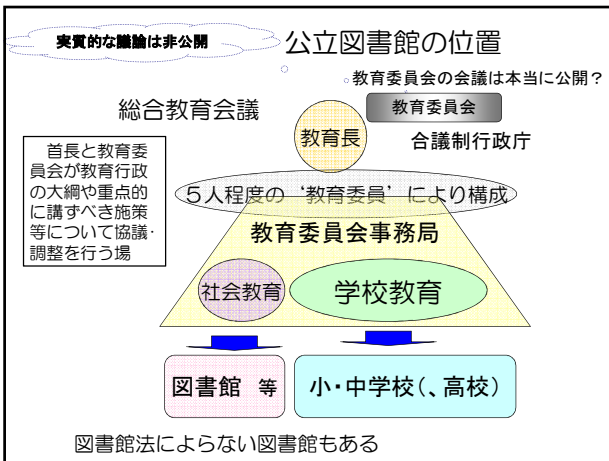 実質的な議論は非公開
公立図書館の位置
教育委員会の会議は本当に公開？
教育委員会
総合教育会議
教育長
合議制行政庁
首長と教育委
員会が教育行政
の大綱や重点的
に講ずべき施策
等について協議・
調整を行う場
５人程度の‘教育委員’により構成
教育委員会事務局
社会教育
学校教育
図書館 等
小・中学校（、高校）
図書館法によらない図書館もある